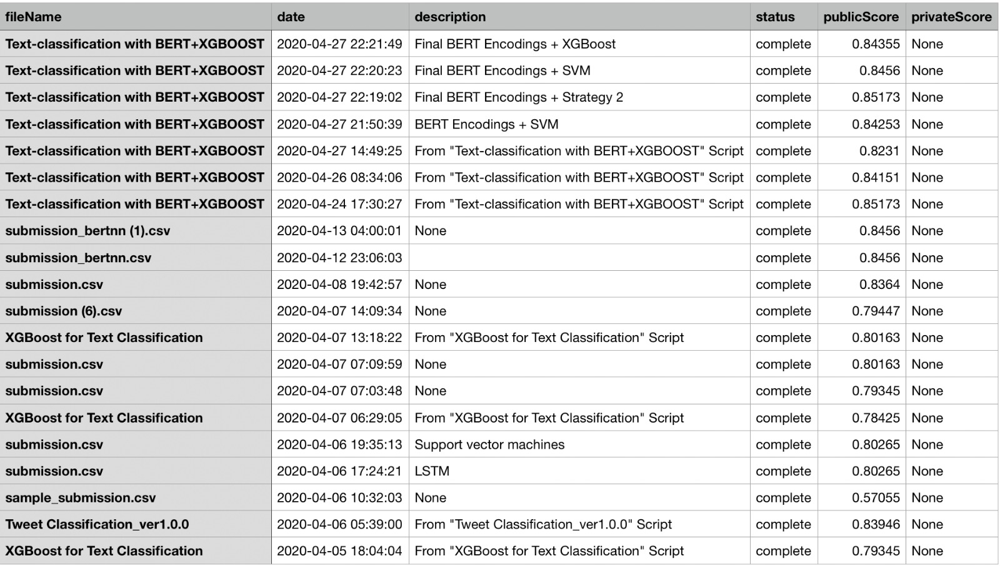 fileName date description status publicScore privateScore
Text-classification with BERT+XGBOOST 2020-04-27 22:21:49 Final BERT Encodings + XGBoost complete 0.84355 None
Text-classification with BERT+XGBOOST 2020-04-27 22:20:23 Final BERT Encodings + SVM complete 0.8456 None
Text-classification with BERT+XGBOOST 2020-04-27 22:19:02 Final BERT Encodings + Strategy 2 complete 0.85173 None
Text-classification with BERT+XGBOOST 2020-04-27 21:50:39 BERT Encodings + SVM complete 0.84253 None
Text-classification with BERT+XGBOOST 2020-04-27 14:49:25 From "Text-classification with BERT+XGBOOST" Script complete 0.8231 None
Text-classification with BERT+XGBOOST 2020-04-26 08:34:06 From "Text-classification with BERT+XGBOOST" Script complete 0.84151 None
Text-classification with BERT+XGBOOST 2020-04-24 17:30:27 From "Text-classification with BERT+XGBOOST" Script complete 0.85173 None
submission_bertnn (1).csv 2020-04-13 04:00:01 None complete 0.8456 None
submission_bertnn.csv 2020-04-12 23:06:03 complete 0.8456 None
submission.csv 2020-04-08 19:42:57 None complete 0.8364 None
submission (6).csv 2020-04-07 14:09:34 None complete 0.79447 None
XGBoost for Text Classification 2020-04-07 13:18:22 From "XGBoost for Text Classification" Script complete 0.80163 None
submission.csv 2020-04-07 07:09:59 None complete 0.80163 None
submission.csv 2020-04-07 07:03:48 None complete 0.79345 None
XGBoost for Text Classification 2020-04-07 06:29:05 From "XGBoost for Text Classification" Script complete 0.78425 None
submission.csv 2020-04-06 19:35:13 Support vector machines complete 0.80265 None
submission.csv 2020-04-06 17:24:21 LSTM complete 0.80265 None
sample_submission.csv 2020-04-06 10:32:03 None complete 0.57055 None
Tweet Classification_ver1.0.0 2020-04-06 05:39:00 From "Tweet Classification_ver1.0.0" Script complete 0.83946 None
XGBoost for Text Classification 2020-04-05 18:04:04 From "XGBoost for Text Classification" Script complete 0.79345 None